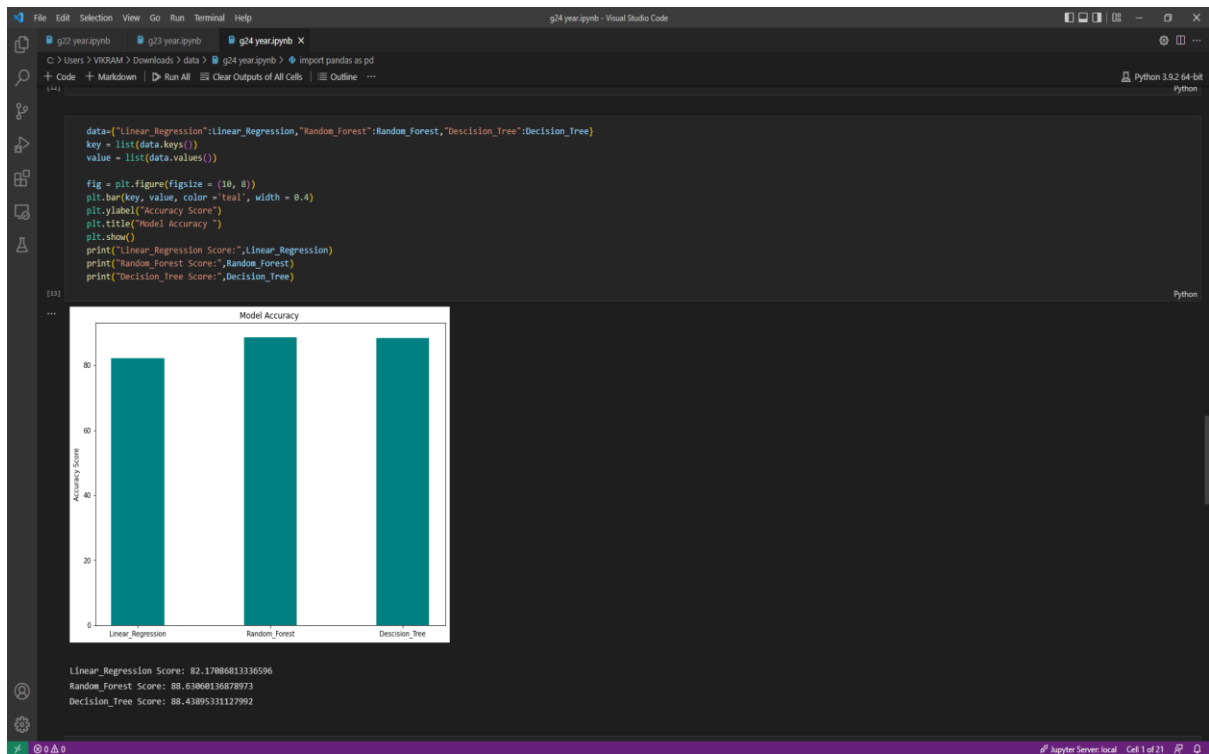 File Edit Selection View Go Run Terminal Help
g24 year.ipynb - Visual Studio Code
g22 year.ipynb g23 year.ipynb g24 year.ipynb
C: > Users > VIKRAM > Downloads > data > g24 year.ipynb > import pandas as pd
+ Code + Markdown | Run All Clear Outputs of All Cells | Outline ...
Python 3.9.2 64-bit
[12]
Python
data={"Linear_Regression":Linear_Regression,"Random_Forest":Random_Forest,"Descision_Tree":Decision_Tree}
key = list(data.keys())
value = list(data.values())
fig = plt.figure(figsize = (10, 8))
plt.bar(key, value, color ='teal', width = 0.4)
plt.ylabel("Accuracy Score")
plt.title("Model Accuracy ")
plt.show()
print("Linear_Regression Score:",Linear_Regression)
print("Random_Forest Score:",Random_Forest)
print("Decision_Tree Score:",Decision_Tree)
[13]
Python
...
Model Accuracy
80
60
40
20
0
Accuracy Score
Linear_Regression Random_Forest Descision_Tree
Linear_Regression Score: 82.17086813336596
Random_Forest Score: 88.63060136878973
Decision_Tree Score: 88.43895331127992
0 0
Jupyter Server: local Cell 1 of 21